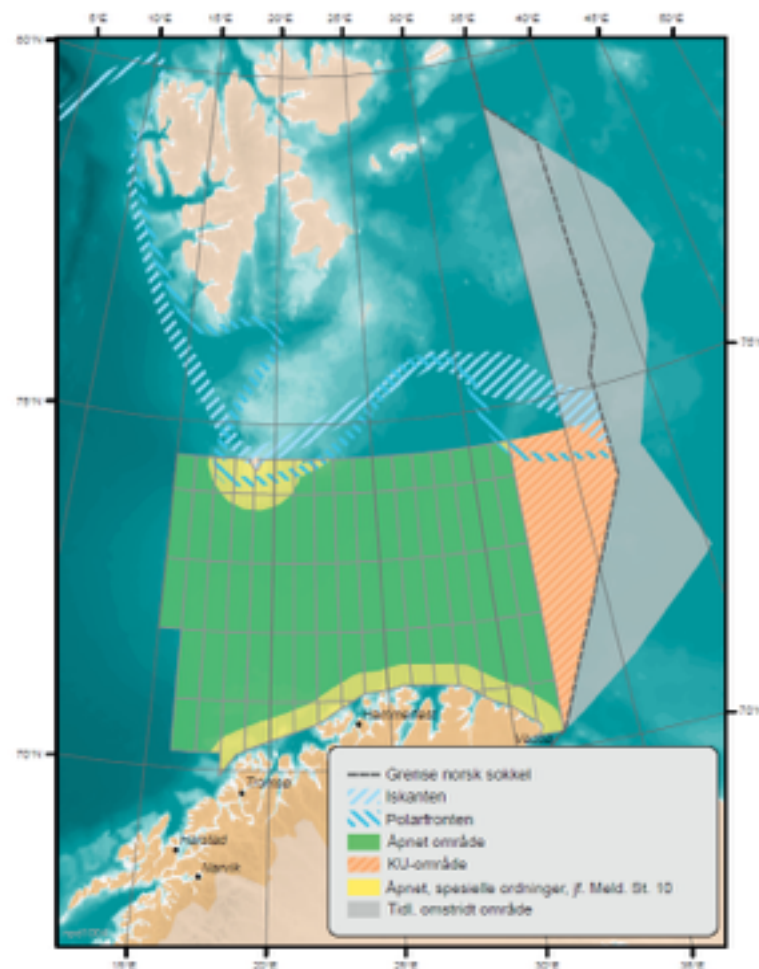 5°E 10°E 15°E 20°E 25°E 30°E 35°E 40°E 45°E 50°E
80°N
75°N
75°N
70°N
70°N
Hammerfest
Vardø
Tromsø
Harstad
Narvik
Grense norsk sokkel
Iskanten
Polarfronten
Åpnet område
KU-område
Åpnet, spesielle ordninger, jf. Meld. St. 10
Tidl. omstridt område
15°E 20°E 25°E 30°E 35°E